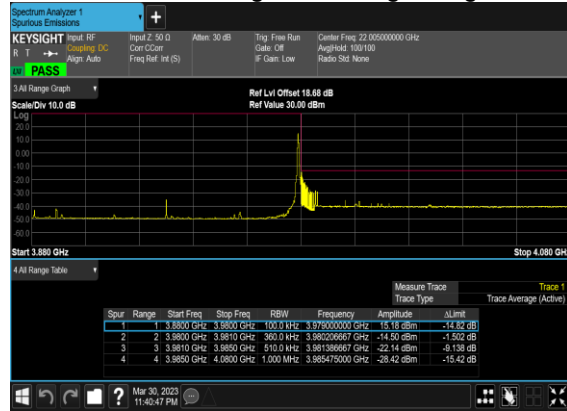 Spectrum Analyzer 1
Spurious Emissions
KEYSIGHT Input: RF Input Z: 50 Ω Atten: 30 dB Trig: Free Run Center Freq: 22.005000000 GHz
R T Coupling: DC Corr CCorr Gate: Off Avg|Hold: 100/100
Align: Auto Freq Ref: Int (S) IF Gain: Low Radio Std: None
PASS
3 All Range Graph Ref Lvl Offset 18.68 dB
Scale/Div 10.0 dB Ref Value 30.00 dBm
Log
20.0
10.0
0.00
-10.0
-20.0
-30.0
-40.0
-50.0
-60.0
Start 3.880 GHz Stop 4.080 GH
4 All Range Table
Measure Trace Trace 1
Trace Type Trace Average (Active)
Spur Range Start Freq Stop Freq RBW Frequency Amplitude ΔLimit
1 1 3.8800 GHz 3.9800 GHz 100.0 kHz 3.979000000 GHz 15.18 dBm -14.82 dB
2 2 3.9800 GHz 3.9810 GHz 360.0 kHz 3.980206667 GHz -14.50 dBm -1.502 dB
3 3 3.9810 GHz 3.9850 GHz 510.0 kHz 3.981386667 GHz -22.14 dBm -9.138 dB
4 4 3.9850 GHz 4.0800 GHz 1.000 MHz 3.985475000 GHz -28.42 dBm -15.42 dB
? Mar 30, 2023
11:40:47 PM